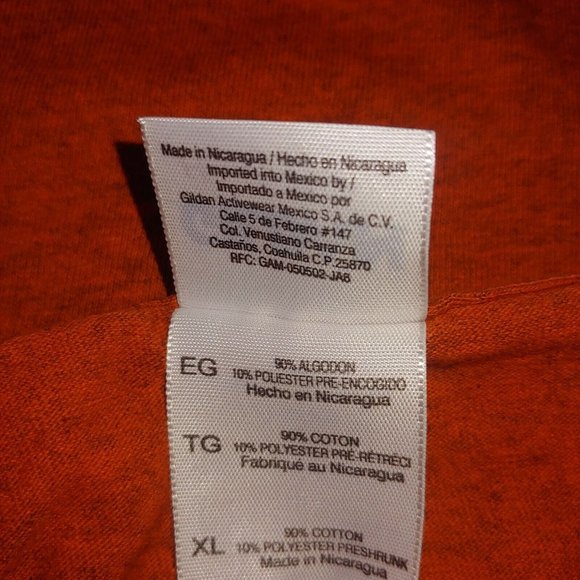 Made in Nicaragua / Hecho en Nicaragua
Imported into Mexico by /
Importado a Mexico por
Gildan Activewear Mexico S.A. de C.V.
Calle 5 de Febrero #147
Col. Venustiano Carranza
Castaños, Coahuila C.P. 25870
RFC: GAM-050502-JA8
EG
90% ALGODON
10% POLIESTER PRE-ENCOGIDO
Hecho en Nicaragua
TG
90% COTON
10% POLYESTER PRÉ-RÉTRÉCI
Fabriqué au Nicaragua
XL
90% COTTON
10% POLYESTER PRESHRUNK
Made in Nicaragua